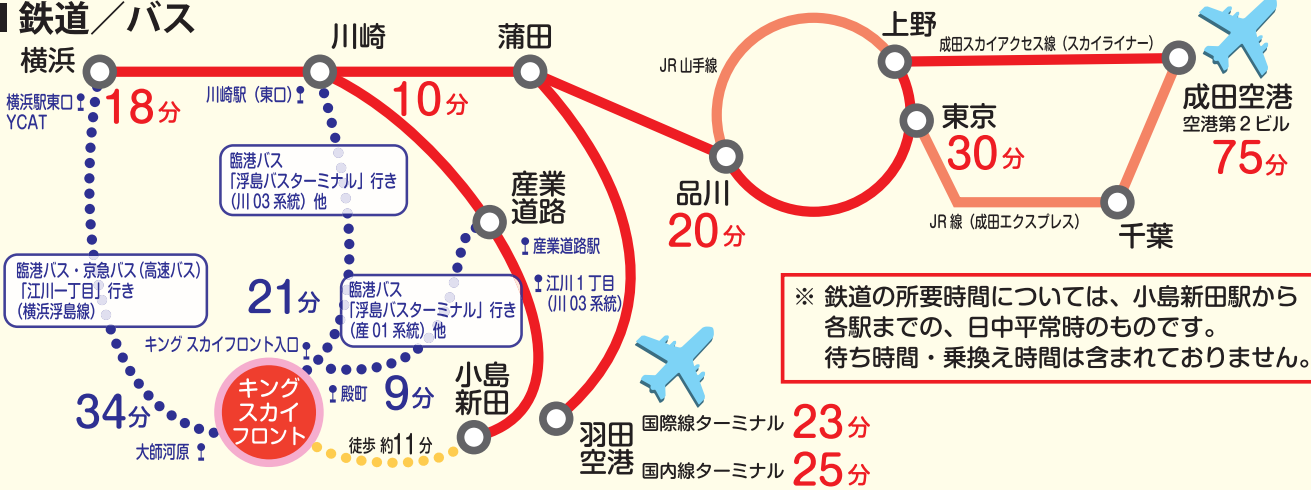 鉄道／バス
横浜
川崎
蒲田
横浜駅東口
YCAT
18分
川崎駅（東口）
10分
臨港バス
「浮島バスターミナル」行き
（川03系統）他
産業
道路
産業道路駅
江川1丁目
（川03系統）
臨港バス・京急バス（高速バス）
「江川一丁目」行き
（横浜浮島線）
21分
臨港バス
「浮島バスターミナル」行き
（産01系統）他
キング スカイフロント入口
殿町
9分
キング
スカイ
フロント
34分
大師河原
徒歩 約11分
小島
新田
羽田
空港
国際線ターミナル 23分
国内線ターミナル 25分
JR山手線
品川
20分
上野
東京
30分
成田スカイアクセス線（スカイライナー）
JR線（成田エクスプレス）
成田空港
空港第2ビル
75分
千葉
※ 鉄道の所要時間については、小島新田駅から
各駅までの、日中平常時のものです。
待ち時間・乗換え時間は含まれておりません。